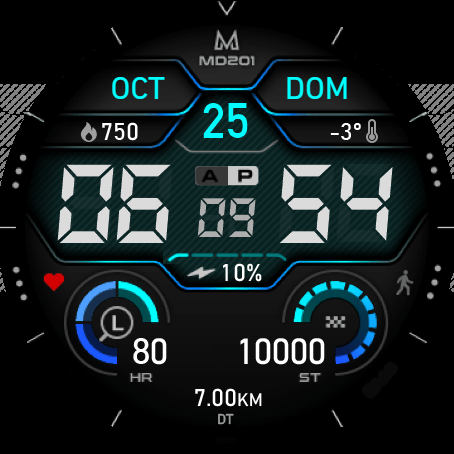 MD201
OCT DOM
25
750 -3°
A P
06 09 54
10%
L
80 10000
HR ST
7.00KM
DT